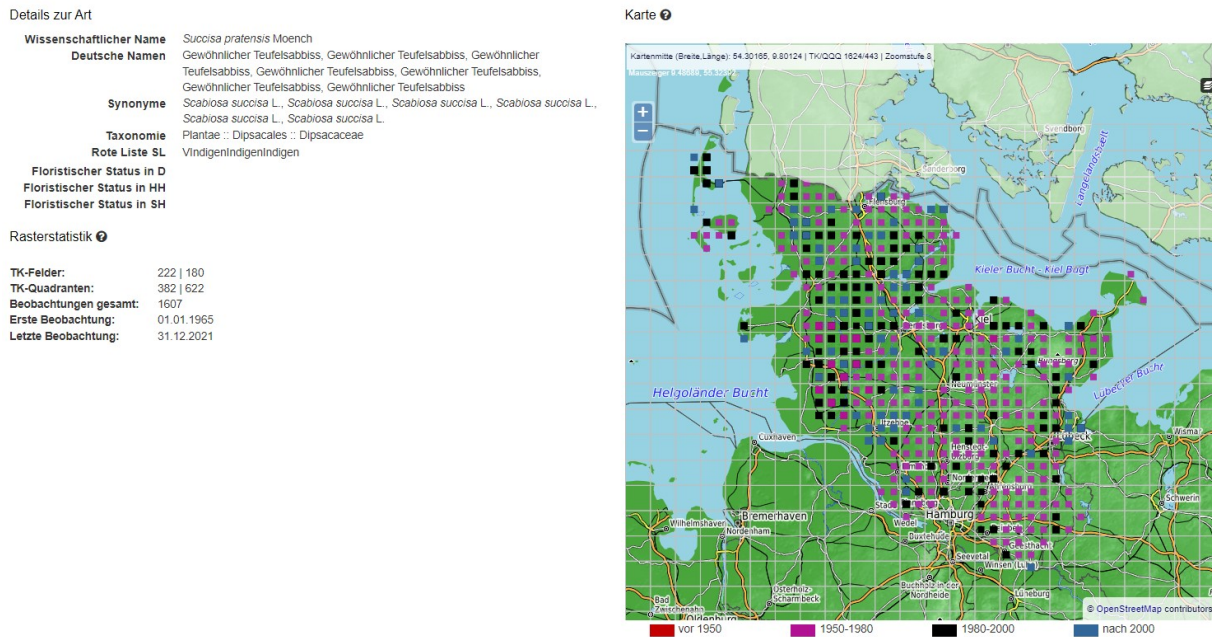 Details zur Art
Wissenschaftlicher Name Succisa pratensis Moench
Deutsche Namen Gewöhnlicher Teufelsabbiss, Gewöhnlicher Teufelsabbiss, Gewöhnlicher
Teufelsabbiss, Gewöhnlicher Teufelsabbiss, Gewöhnlicher Teufelsabbiss,
Gewöhnlicher Teufelsabbiss, Gewöhnlicher Teufelsabbiss
Synonyme Scabiosa succisa L., Scabiosa succisa L., Scabiosa succisa L., Scabiosa succisa L.,
Scabiosa succisa L., Scabiosa succisa L.
Taxonomie Plantae :: Dipsacales :: Dipsacaceae
Rote Liste SL VIndigenIndigenIndigen
Floristischer Status in D
Floristischer Status in HH
Floristischer Status in SH
Rasterstatistik ?
TK-Felder: 222 | 180
TK-Quadranten: 382 | 622
Beobachtungen gesamt: 1607
Erste Beobachtung: 01.01.1965
Letzte Beobachtung: 31.12.2021
Karte ?
Kartenmitte (Breite,Länge): 54.30165, 9.80124 | TK/QQQ 1624/443 | Zoomstufe 8
+
−
Svendborg
Langelandsbælt
Sønderborg
Flensburg
Kieler Bucht - Kiel Bugt
Kiel
Bungsberg
Helgoländer Bucht
Neumünster
Lübecker Bucht
Itzehoe
Lübeck
Wismar
Cuxhaven
Henstedt-
Ahrensburg
Schwerin
Stade
Hamburg
Bremerhaven
Wilhelmshaven
Nordenham
Wedel
Buxtehude
Geesthacht
Seevetal
Winsen (Luhe)
Osterholz-
Scharmbeck
Buchholz in der
Nordheide
Lüneburg
Bad
Zwischenahn
Oldenburg
© OpenStreetMap contributors
vor 1950 1950-1980 1980-2000 nach 2000